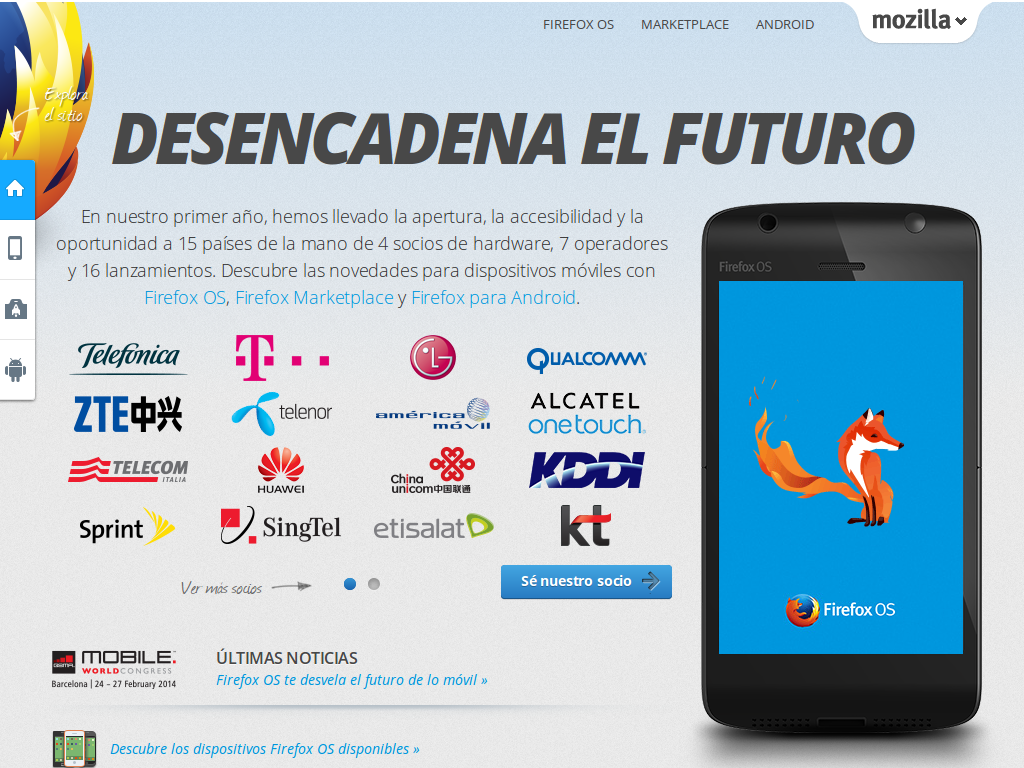 FIREFOX OS MARKETPLACE ANDROID mozilla
Explora
el sitio
DESENCADENA EL FUTURO
En nuestro primer año, hemos llevado la apertura, la accesibilidad y la
oportunidad a 15 países de la mano de 4 socios de hardware, 7 operadores
y 16 lanzamientos. Descubre las novedades para dispositivos móviles con
Firefox OS, Firefox Marketplace y Firefox para Android.
Telefónica T LG QUALCOMM
ZTE中兴 telenor américa móvil ALCATEL onetouch
TELECOM ITALIA HUAWEI China unicom中国联通 KDDI
Sprint SingTel etisalat kt
Ver más socios Sé nuestro socio
Firefox OS
Firefox OS
GSMA MOBILE WORLD CONGRESS
Barcelona | 24 – 27 February 2014
ÚLTIMAS NOTICIAS
Firefox OS te desvela el futuro de lo móvil »
Descubre los dispositivos Firefox OS disponibles »